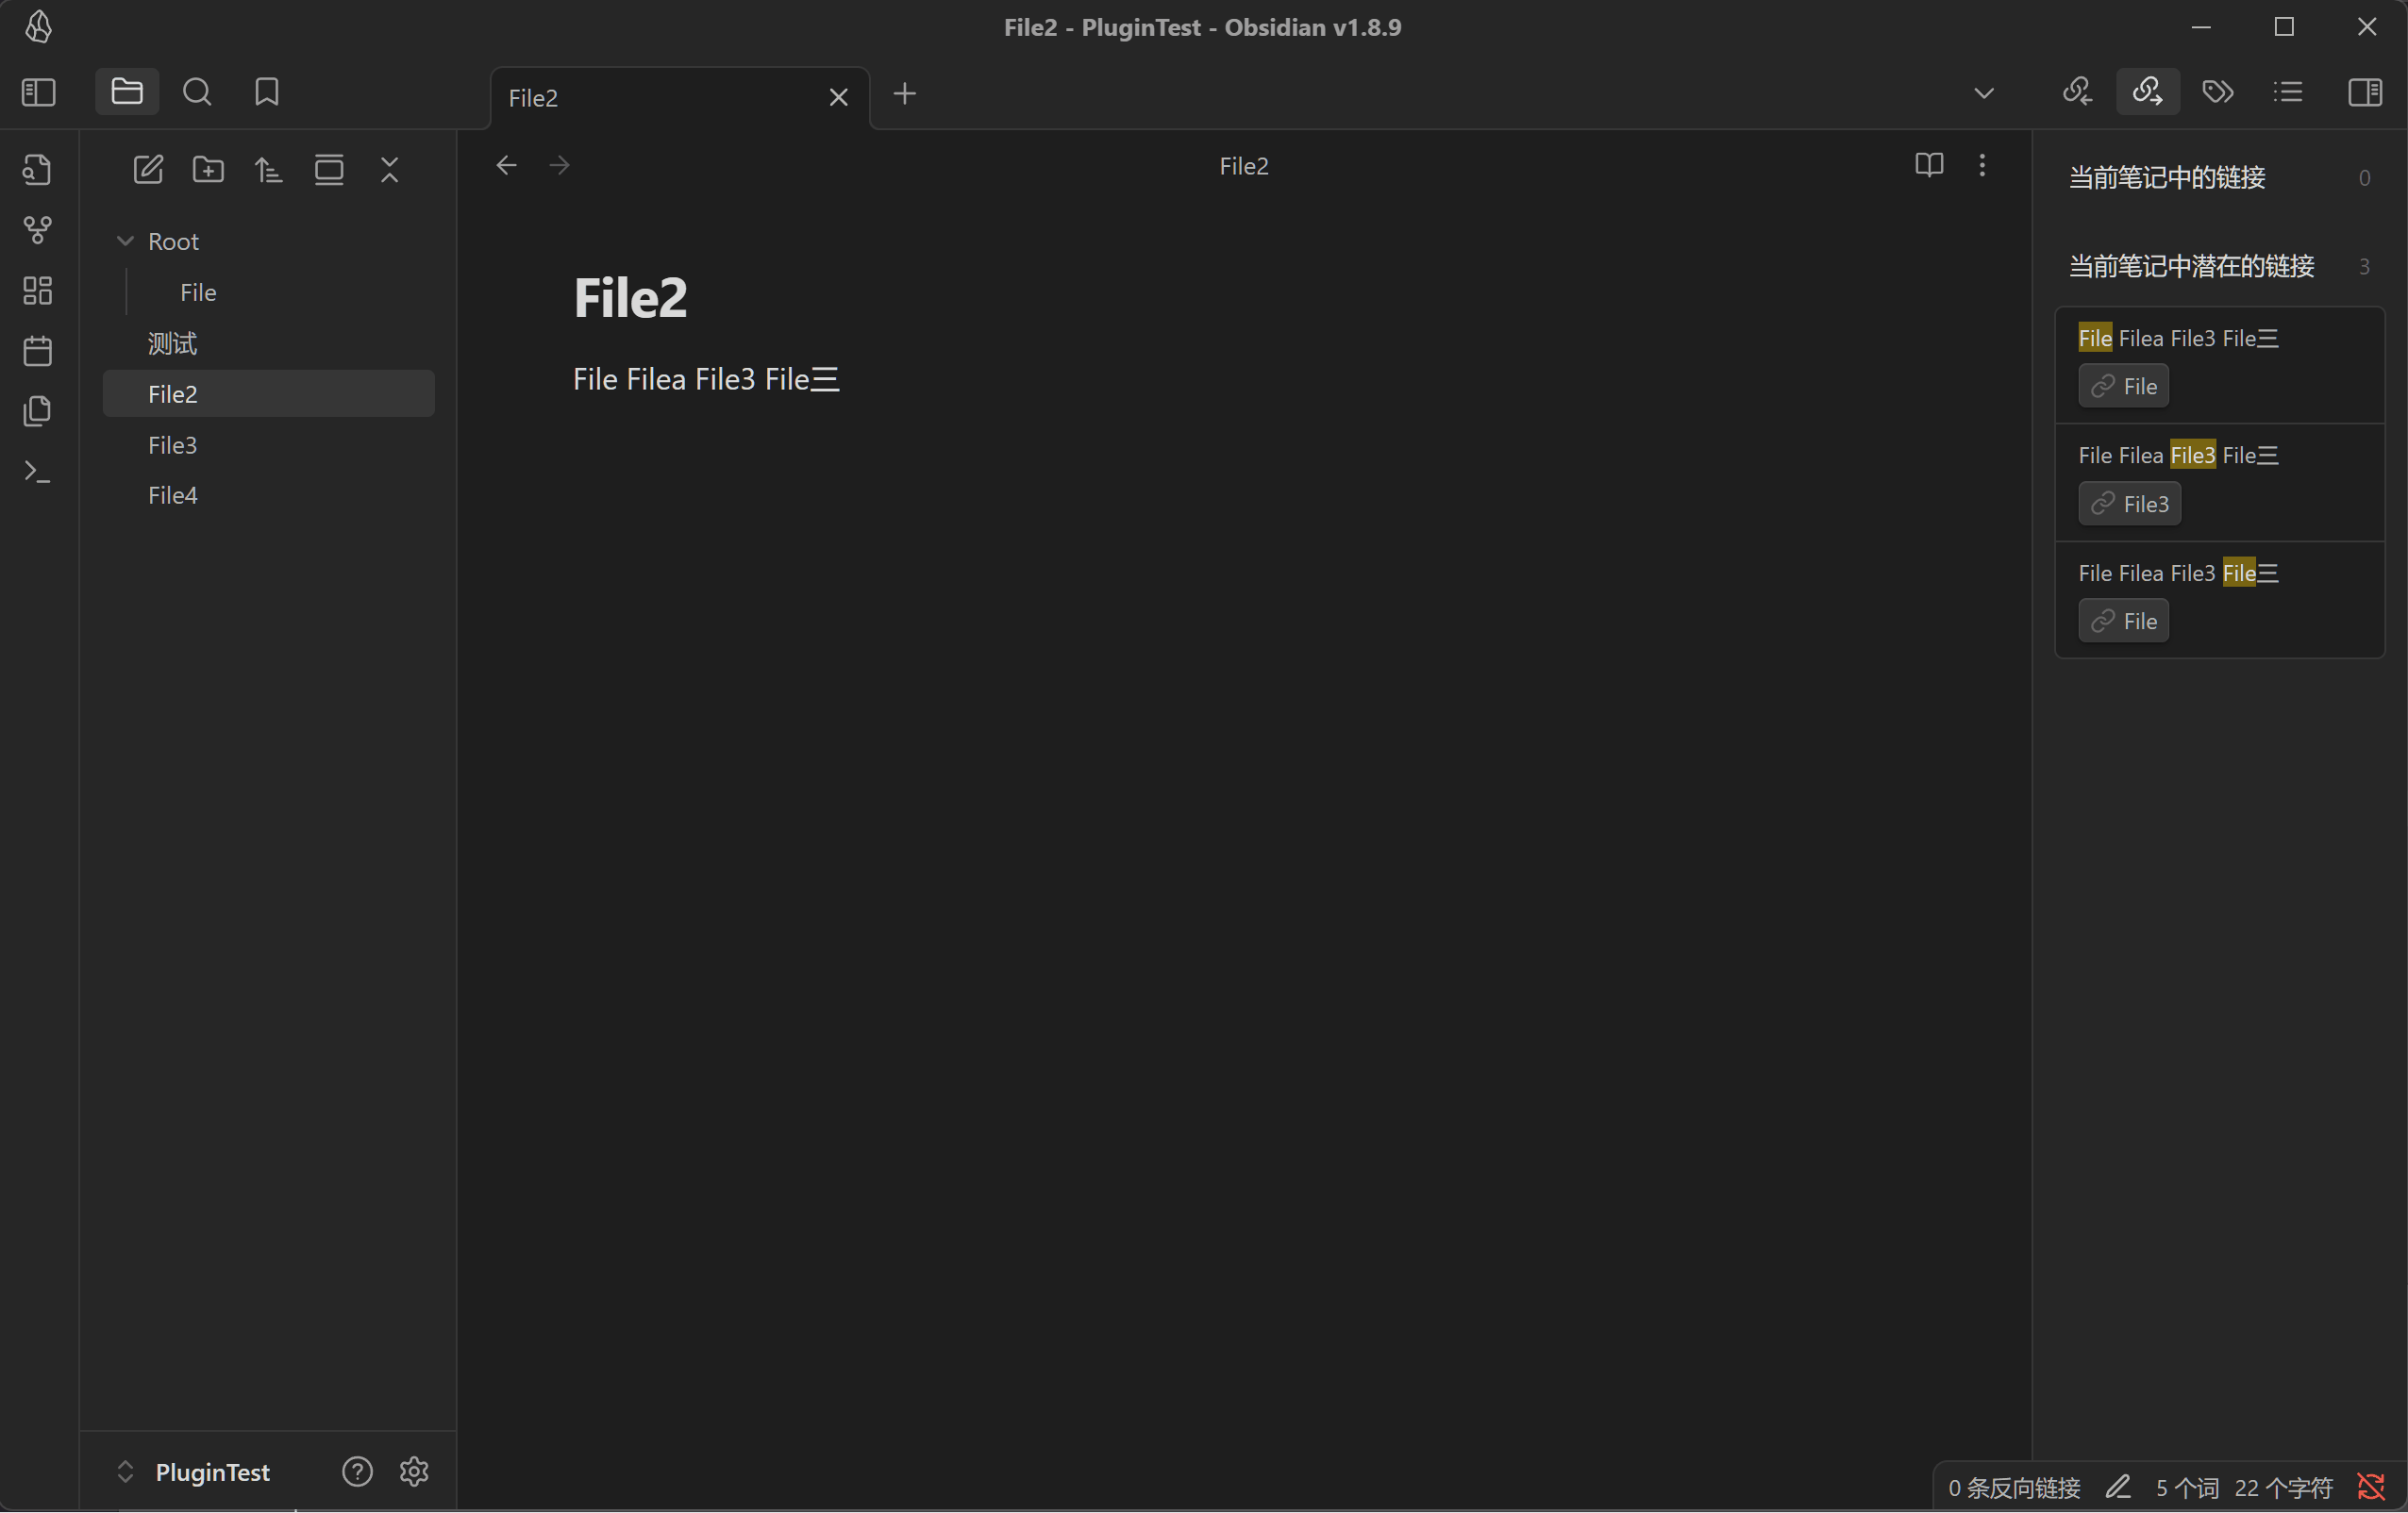 File2 - PluginTest - Obsidian v1.8.9
File2
File2
Root
File
测试
File2
File3
File4
File2
File Filea File3 File三
当前笔记中的链接 0
当前笔记中潜在的链接 3
File Filea File3 File三
File
File Filea File3 File三
File3
File Filea File3 File三
File
PluginTest
0 条反向链接 5 个词 22 个字符